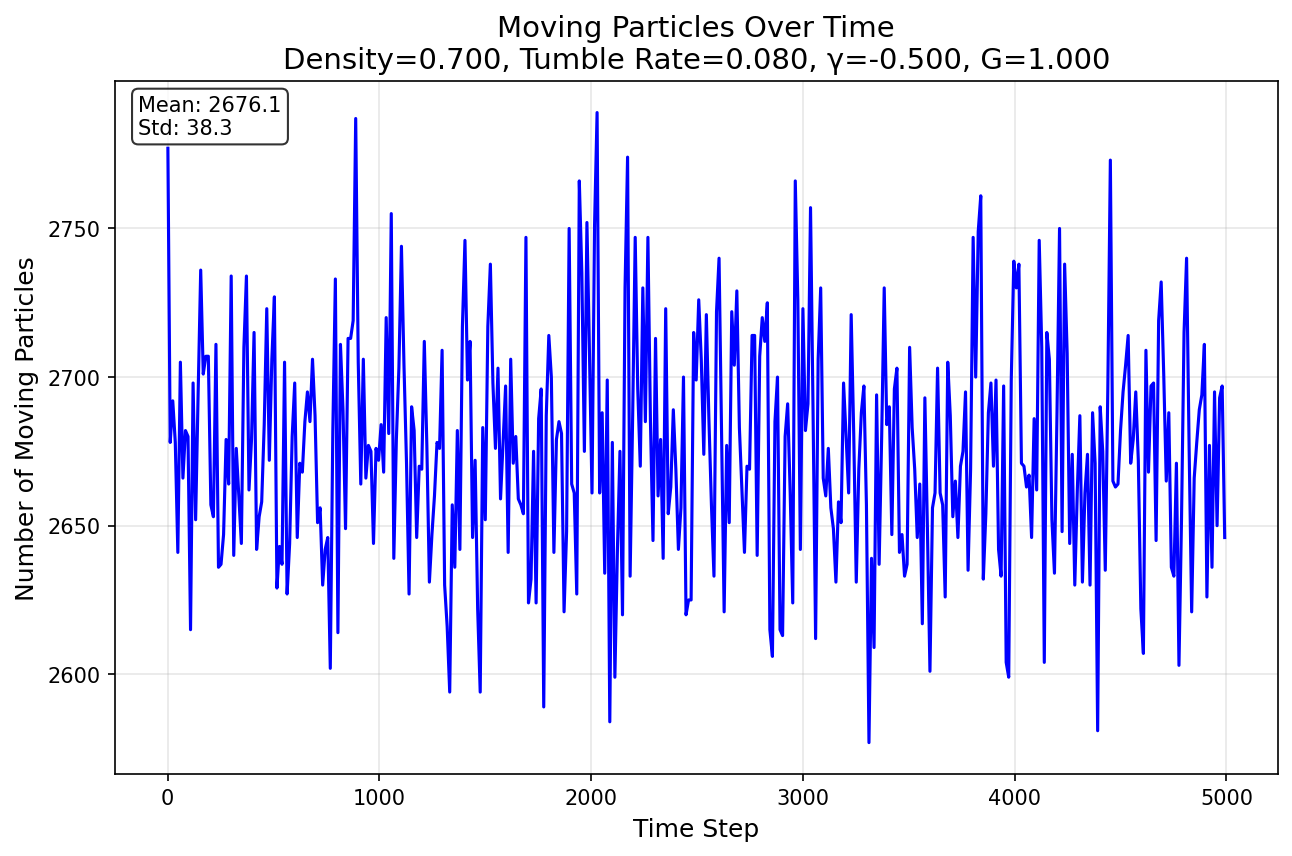 Moving Particles Over Time
Density=0.700, Tumble Rate=0.080, γ=-0.500, G=1.000
Mean: 2676.1
Std: 38.3
Number of Moving Particles
2750
2700
2650
2600
0 1000 2000 3000 4000 5000
Time Step